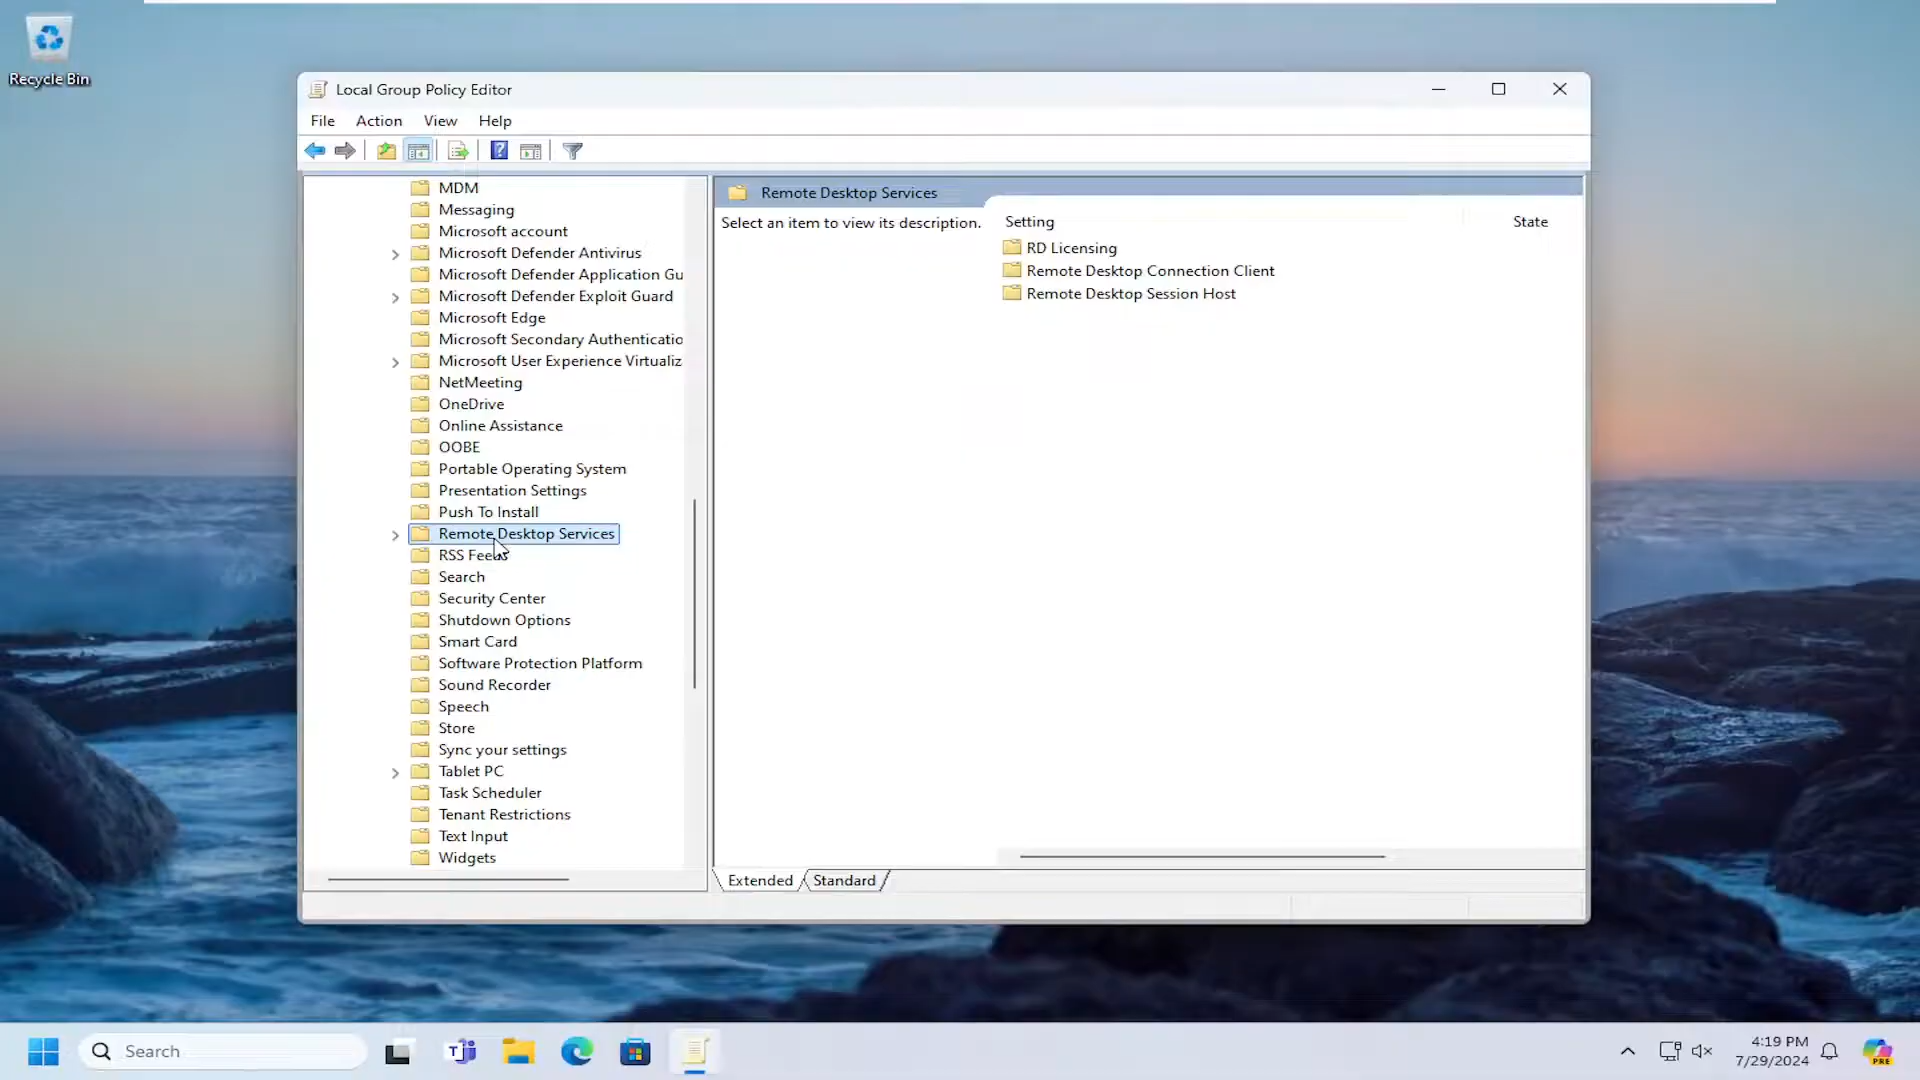 Recycle Bin
Local Group Policy Editor
File Action View Help
MDM
Messaging
Microsoft account
Microsoft Defender Antivirus
Microsoft Defender Application Gu
Microsoft Defender Exploit Guard
Microsoft Edge
Microsoft Secondary Authenticatio
Microsoft User Experience Virtualiz
NetMeeting
OneDrive
Online Assistance
OOBE
Portable Operating System
Presentation Settings
Push To Install
Remote Desktop Services
RSS Feeds
Search
Security Center
Shutdown Options
Smart Card
Software Protection Platform
Sound Recorder
Speech
Store
Sync your settings
Tablet PC
Task Scheduler
Tenant Restrictions
Text Input
Widgets
Remote Desktop Services
Select an item to view its description.
Setting State
RD Licensing
Remote Desktop Connection Client
Remote Desktop Session Host
Extended Standard
Search
4:19 PM
7/29/2024
PRE